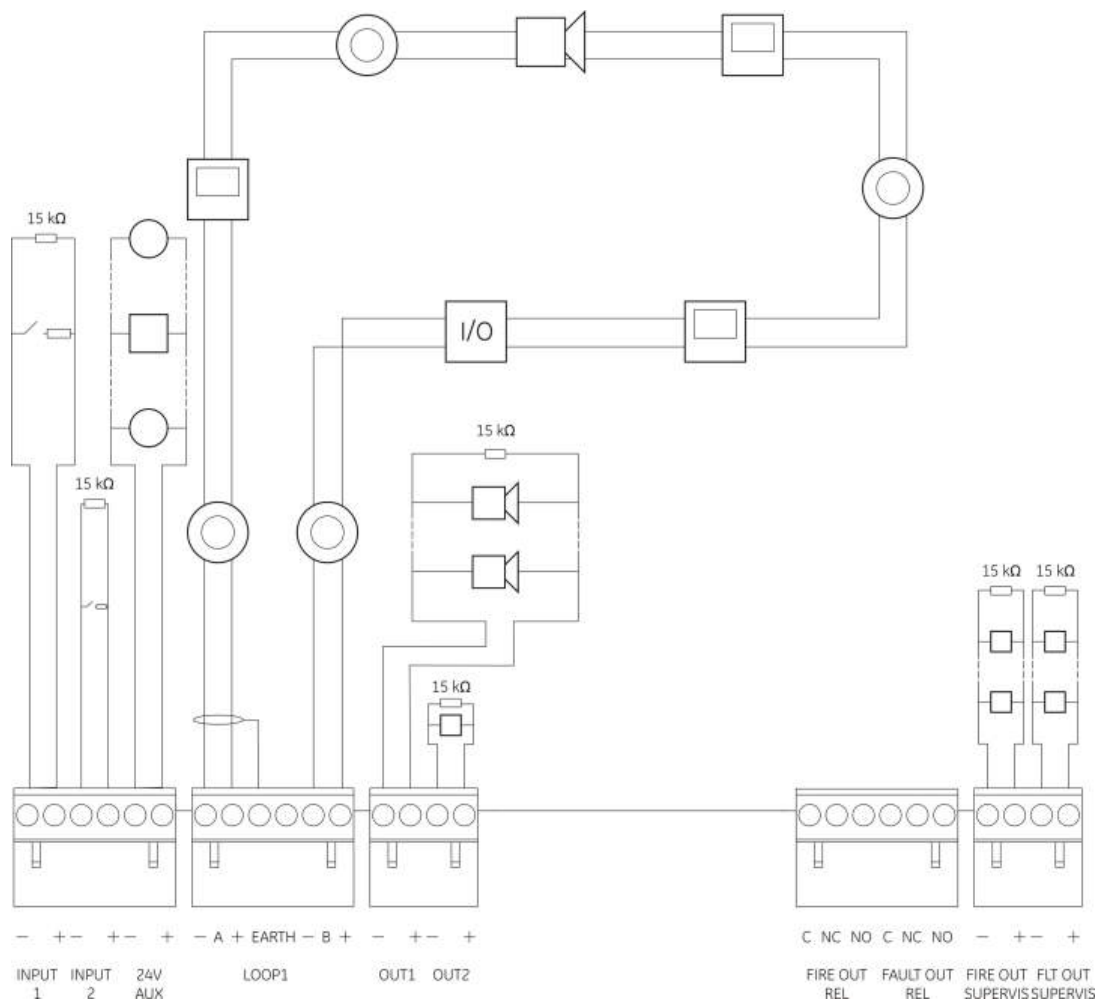 15 kΩ
15 kΩ
I/O
15 kΩ
15 kΩ
15 kΩ 15 kΩ
− + − + − + − A + EARTH − B + − + − + C NC NO C NC NO − + − +
INPUT INPUT 24V LOOP1 OUT1 OUT2 FIRE OUT FAULT OUT FIRE OUT FLT OUT
1 2 AUX REL REL SUPERVIS SUPERVIS